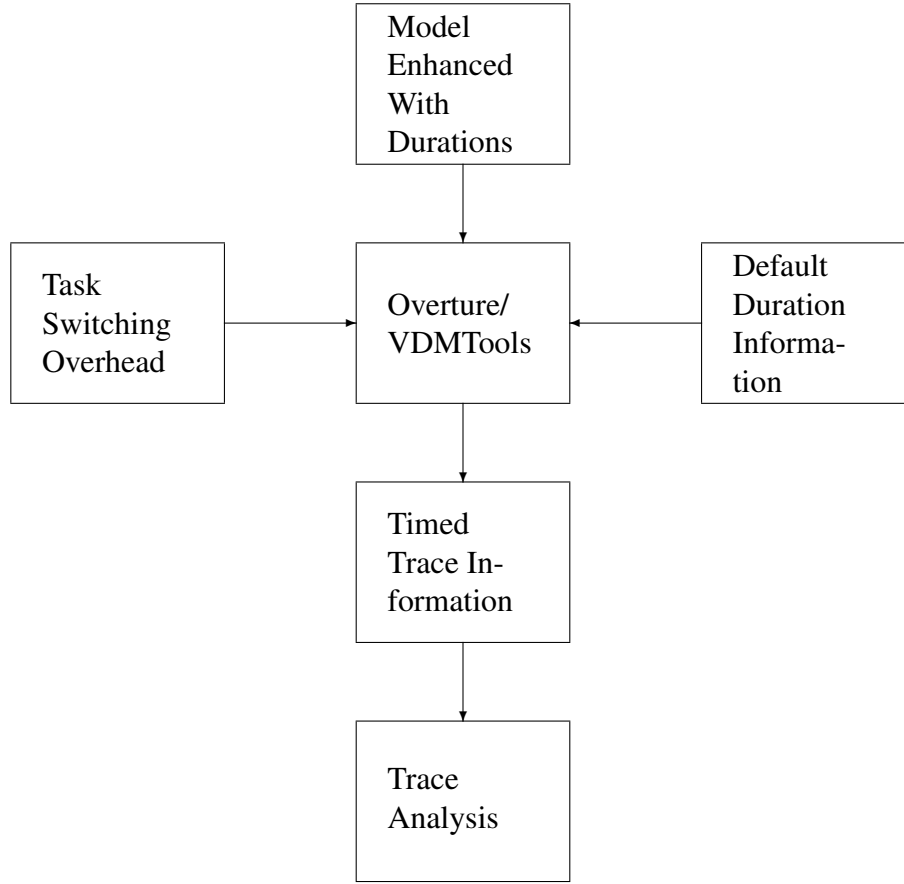 Model
Enhanced
With
Durations
Task
Switching
Overhead
Overture/
VDMTools
Default
Duration
Informa-
tion
Timed
Trace In-
formation
Trace
Analysis